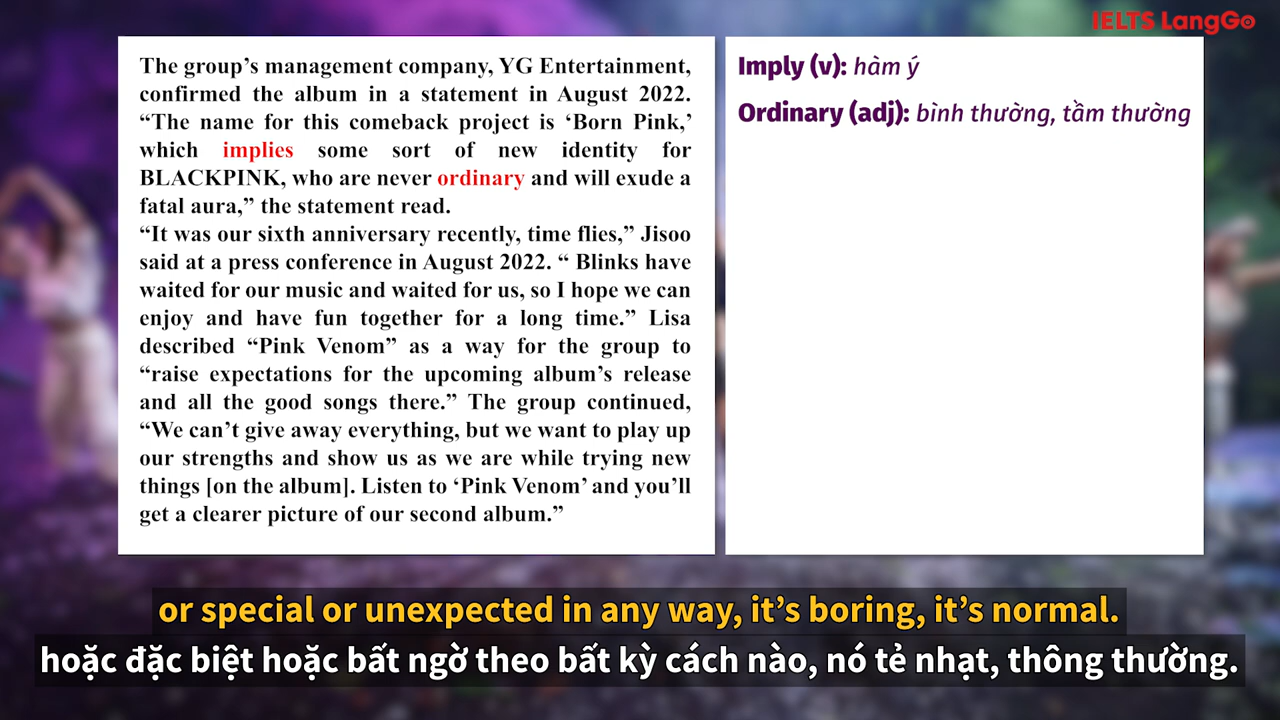 IELTS LangGo
The group’s management company, YG Entertainment,
confirmed the album in a statement in August 2022.
“The name for this comeback project is ‘Born Pink,’
which implies some sort of new identity for
BLACKPINK, who are never ordinary and will exude a
fatal aura,” the statement read.
“It was our sixth anniversary recently, time flies,” Jisoo
said at a press conference in August 2022. “ Blinks have
waited for our music and waited for us, so I hope we can
enjoy and have fun together for a long time.” Lisa
described “Pink Venom” as a way for the group to
“raise expectations for the upcoming album’s release
and all the good songs there.” The group continued,
“We can’t give away everything, but we want to play up
our strengths and show us as we are while trying new
things [on the album]. Listen to ‘Pink Venom’ and you’ll
get a clearer picture of our second album.”
Imply (v): hàm ý
Ordinary (adj): bình thường, tầm thường
or special or unexpected in any way, it’s boring, it’s normal.
hoặc đặc biệt hoặc bất ngờ theo bất kỳ cách nào, nó tẻ nhạt, thông thường.